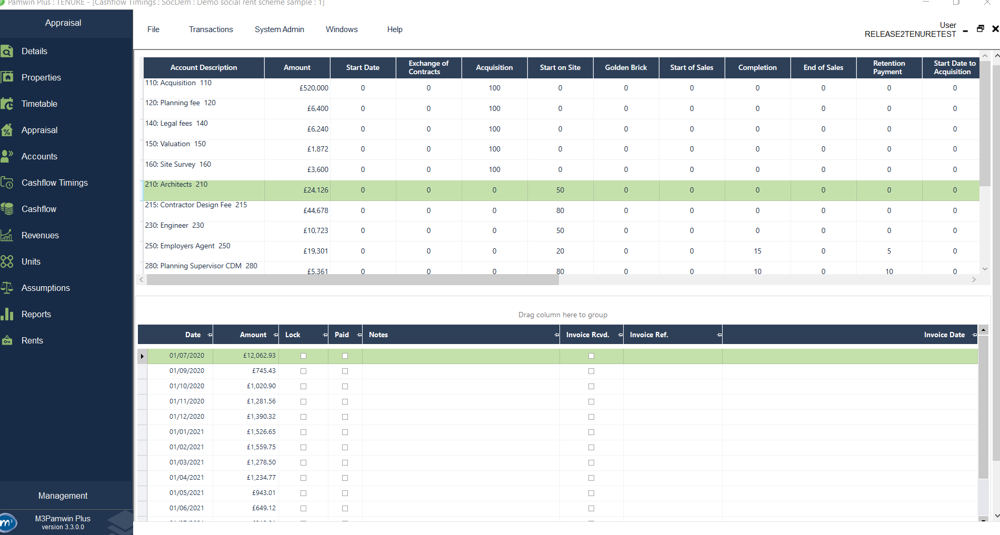 Pamwin Plus : TENURE - [Cashflow Timings : SocDem : Demo social rent scheme sample : 1]
Appraisal
File Transactions System Admin Windows Help
User
RELEASE2TENURETEST
Details
Properties
Timetable
Appraisal
Accounts
Cashflow Timings
Cashflow
Revenues
Units
Assumptions
Reports
Rents
Management
M3Pamwin Plus
version 3.3.0.0
m3
Account Description Amount Start Date Exchange of Contracts Acquisition Start on Site Golden Brick Start of Sales Completion End of Sales Retention Payment Start Date to Acquisition
110: Acquisition 110 £520,000 0 0 100 0 0 0 0 0 0 0
120: Planning fee 120 £6,400 0 0 100 0 0 0 0 0 0 0
140: Legal fees 140 £6,240 0 0 100 0 0 0 0 0 0 0
150: Valuation 150 £1,872 0 0 100 0 0 0 0 0 0 0
160: Site Survey 160 £3,600 0 0 100 0 0 0 0 0 0 0
210: Architects 210 £24,126 0 0 0 50 0 0 0 0 0 0
215: Contractor Design Fee 215 £44,678 0 0 0 80 0 0 0 0 0 0
230: Engineer 230 £10,723 0 0 0 50 0 0 0 0 0 0
250: Employers Agent 250 £19,301 0 0 0 20 0 0 15 0 5 0
280: Planning Supervisor CDM 280 £5,361 0 0 0 80 0 0 10 0 10 0
Drag column here to group
Date Amount Lock Paid Notes Invoice Rcvd. Invoice Ref. Invoice Date
01/07/2020 £12,062.93
01/09/2020 £745.43
01/10/2020 £1,020.90
01/11/2020 £1,281.56
01/12/2020 £1,390.32
01/01/2021 £1,526.65
01/02/2021 £1,559.75
01/03/2021 £1,278.50
01/04/2021 £1,234.77
01/05/2021 £943.01
01/06/2021 £649.12